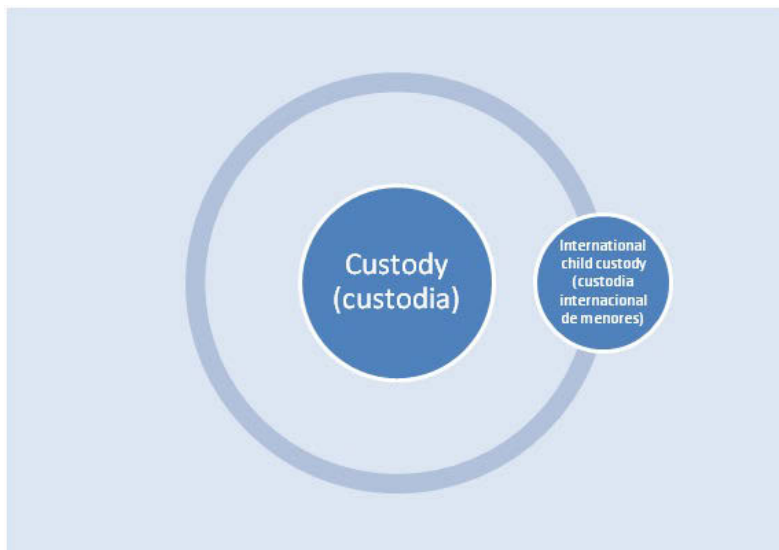 Custody
(custodia)
International
child custody
(custodia
internacional
de menores)